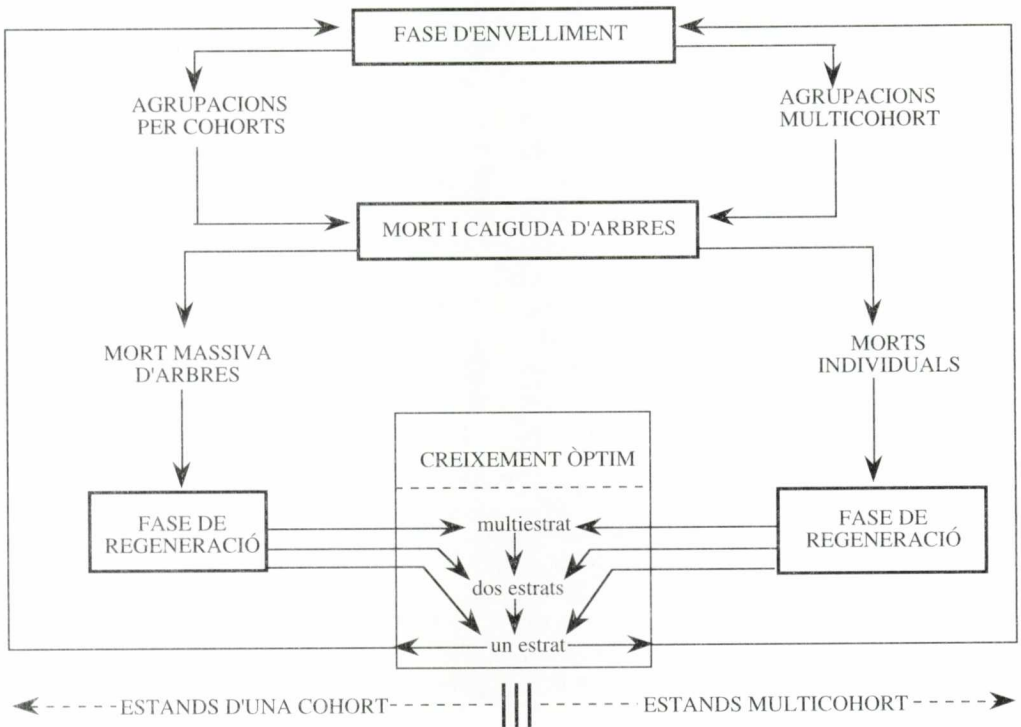 FASE D'ENVELLIMENT
AGRUPACIONS
PER COHORTS
AGRUPACIONS
MULTICOHORT
MORT I CAIGUDA D'ARBRES
MORT MASSIVA
D'ARBRES
MORTS
INDIVIDUALS
CREIXEMENT ÒPTIM
FASE DE
REGENERACIÓ
multiestrat
dos estrats
un estrat
FASE DE
REGENERACIÓ
ESTANDS D'UNA COHORT
ESTANDS MULTICOHORT